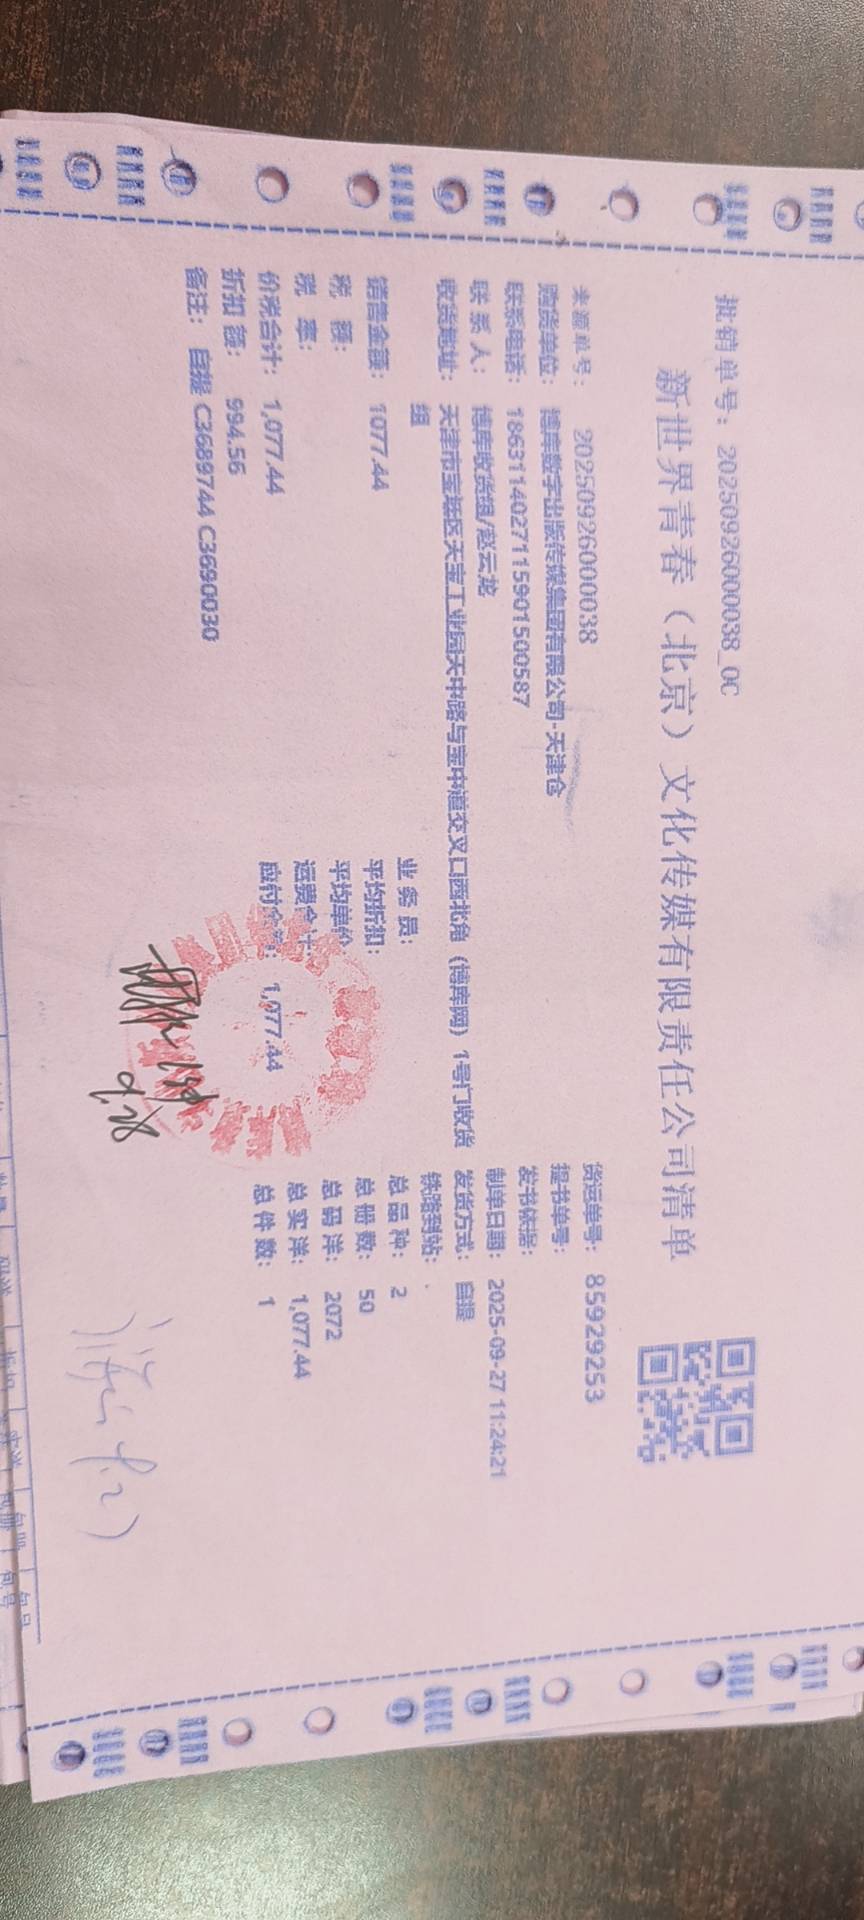 批销单号：20250926000038_0C
新世界青春（北京）文化传媒有限责任公司清单
来源单号：20250926000038
货运单号：85929253
购货单位：博库数字出版传媒集团有限公司-天津仓
提书单号：
联系电话：1863114027115901500587
发书依据：
联系人：博库收货组/赵云龙
制单日期：2025-09-27 11:24:21
收货地址：天津市宝坻区天宝工业园天中路与宝中道交叉口西北角（博库网）1号门收货组
发货方式：自提
铁路到站：.
业务员：
总品种：2
销售金额：1077.44
平均折扣：
总册数：50
税额：
平均单价
总码洋：2072
税率：
运费合计：
总实洋：1,077.44
价税合计：1,077.44
应付金额：1,077.44
总件数：1
折扣额：994.56
备注：自提 C3689744 C3690030
9.28